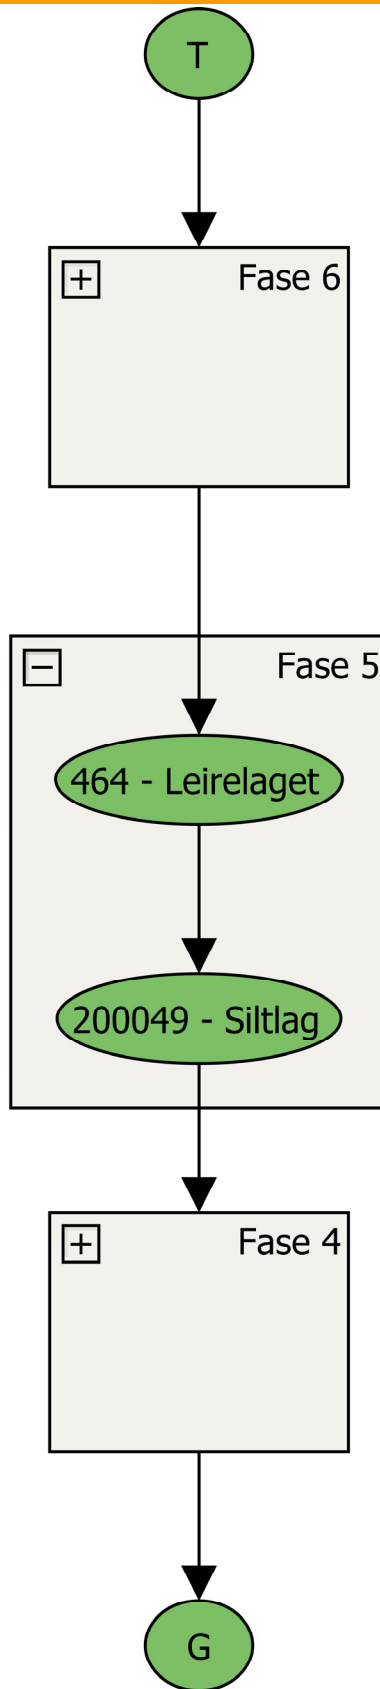 T
Fase 6
Fase 5
464 - Leirelaget
200049 - Siltlag
Fase 4
G